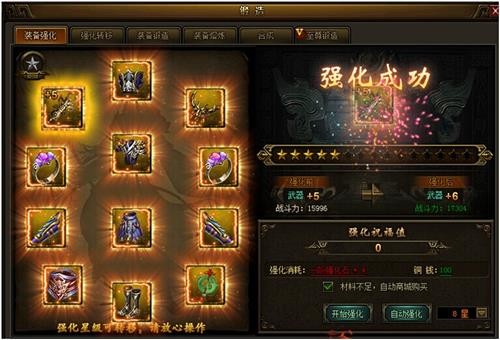 锻 造
装备强化 强化转移 装备锻造 装备熔炼 合成 至尊锻造
强化成功
+5
强化前 强化后
武器 +5 武器 +6
战斗力: 15996 战斗力: 17304
强化祝福值
0
强化消耗: 铜 钱:100
材料不足，自动商城购买
开始强化 自动强化 8 星
强化星级可转移，请放心操作